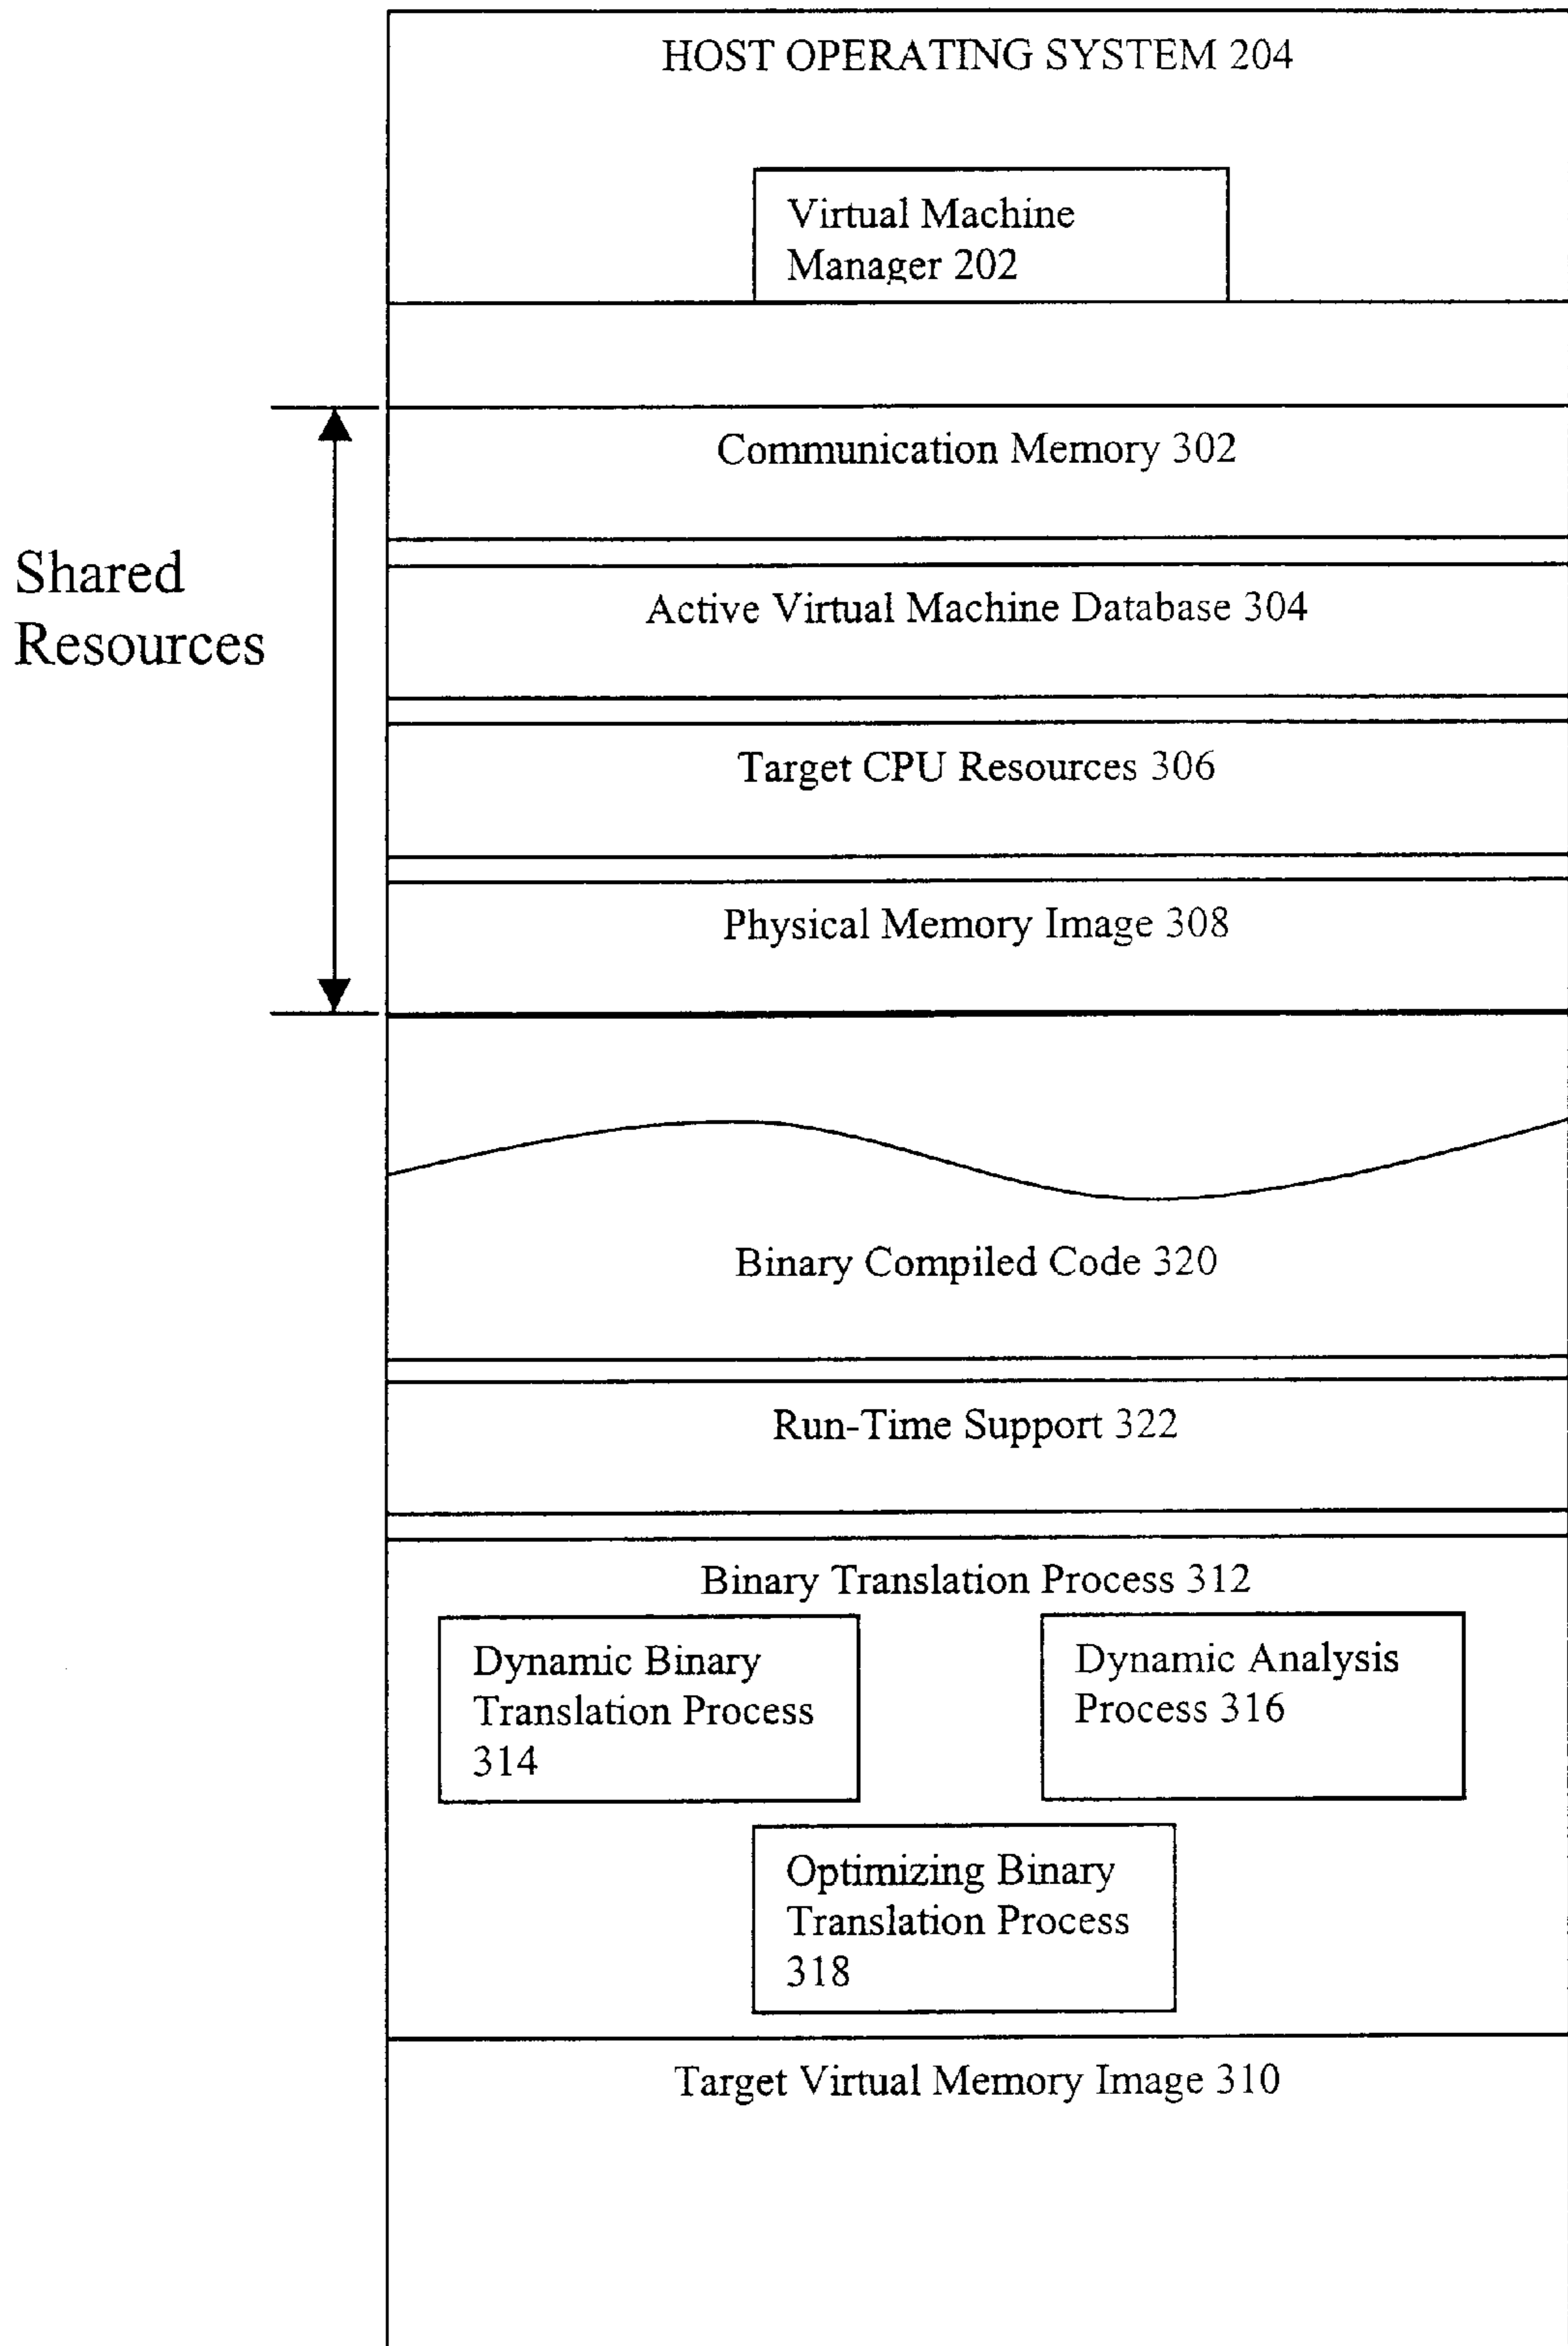 HOST OPERATING SYSTEM 204
Virtual Machine
Manager 202
Communication Memory 302
Shared
Resources
Active Virtual Machine Database 304
Target CPU Resources 306
Physical Memory Image 308
Binary Compiled Code 320
Run-Time Support 322
Binary Translation Process 312
Dynamic Binary
Translation Process
314
Dynamic Analysis
Process 316
Optimizing Binary
Translation Process
318
Target Virtual Memory Image 310